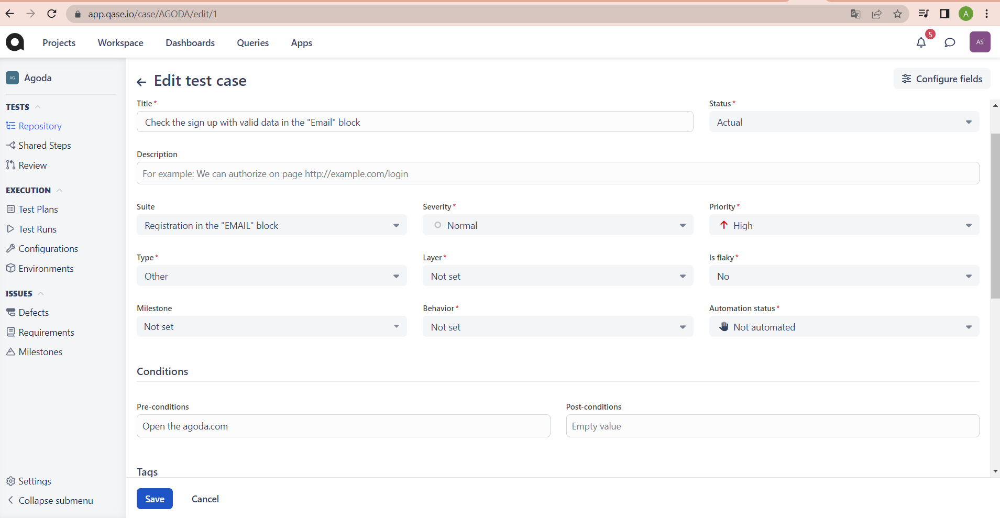 app.qase.io/case/AGODA/edit/1
A
Projects Workspace Dashboards Queries Apps
5
AS
AG Agoda
TESTS
Repository
Shared Steps
Review
EXECUTION
Test Plans
Test Runs
Configurations
Environments
ISSUES
Defects
Requirements
Milestones
Settings
Collapse submenu
Edit test case
Configure fields
Title*
Check the sign up with valid data in the "Email" block
Status*
Actual
Description
For example: We can authorize on page http://example.com/login
Suite
Registration in the "EMAIL" block
Severity*
Normal
Priority*
High
Type*
Other
Layer*
Not set
Is flaky*
No
Milestone
Not set
Behavior*
Not set
Automation status*
Not automated
Conditions
Pre-conditions
Open the agoda.com
Post-conditions
Empty value
Tags
Save Cancel